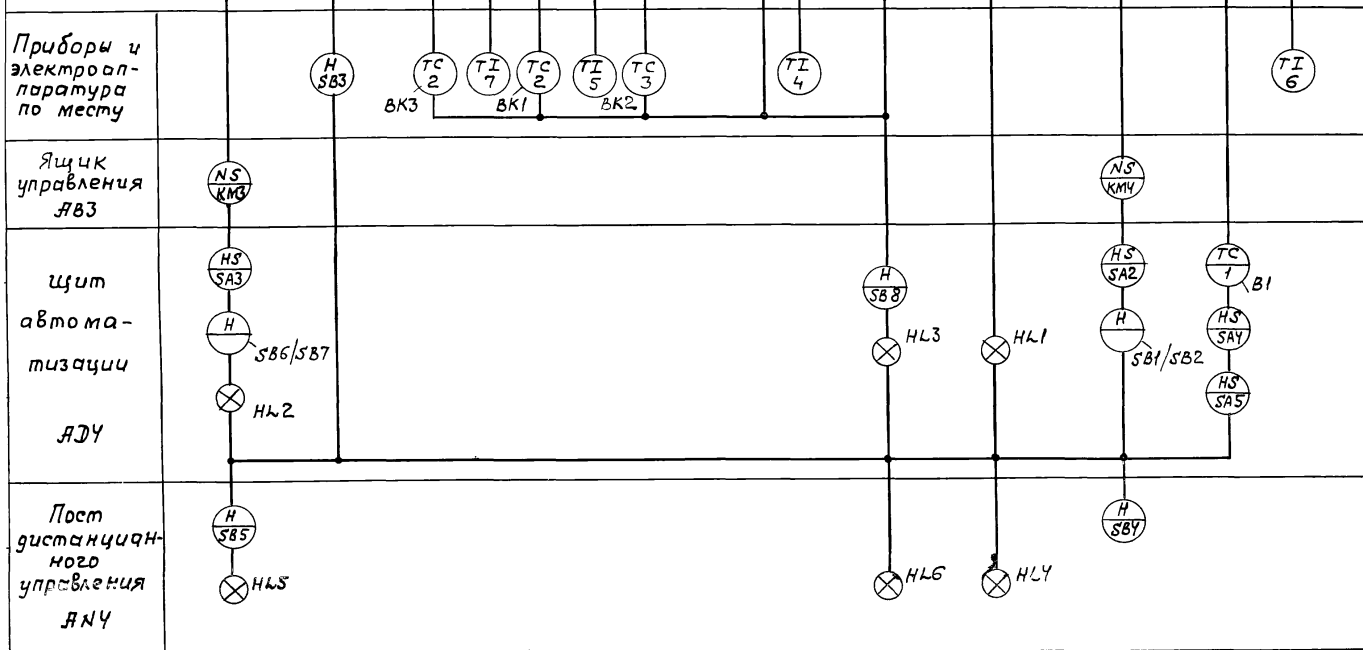 Приборы и
электроап-
паратура
по месту
H
SB3
TC
2
BK3
TI
7
TC
2
BK1
TI
5
TC
3
BK2
TI
4
TI
6
Ящик
управления
АВ3
NS
KM3
NS
KM4
щит
автома-
тизации
АД4
HS
SA3
H
SB6/SB7
HL2
H
SB8
HL3
HL1
HS
SA2
H
SB1/SB2
TC
1
B1
HS
SA4
HS
SA5
Пост
дистанцион-
ного
управления
АN4
H
SB5
HL5
HL6
HL4
H
SB4